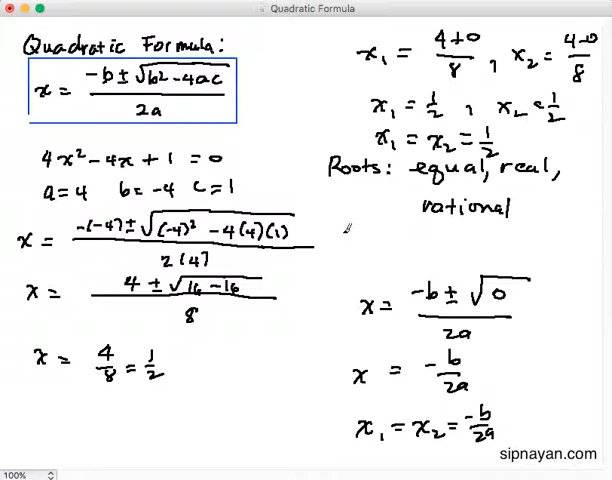 Quadratic Formula
Quadratic Formula:
x = (-b ± √(b² - 4ac)) / 2a
4x² - 4x + 1 = 0
a = 4 b = -4 c = 1
x = (-(-4) ± √((-4)² - 4(4)(1))) / 2(4)
x = (4 ± √(16 - 16)) / 8
x = 4/8 = 1/2
x₁ = (4+0)/8 , x₂ = (4-0)/8
x₁ = 1/2 , x₂ = 1/2
x₁ = x₂ = 1/2
Roots: equal, real,
rational
x = (-b ± √0) / 2a
x = -b/2a
x₁ = x₂ = -b/2a
sipnayan.com
100%